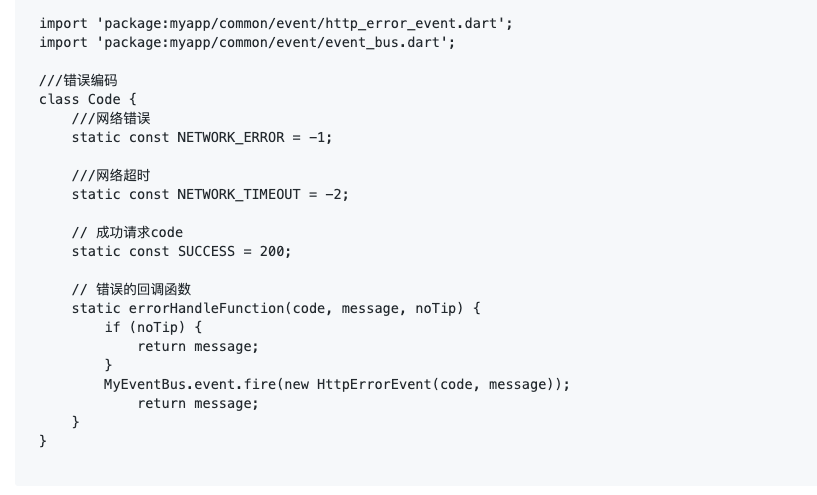 import 'package:myapp/common/event/http_error_event.dart';
import 'package:myapp/common/event/event_bus.dart';
///错误编码
class Code {
///网络错误
static const NETWORK_ERROR = -1;
///网络超时
static const NETWORK_TIMEOUT = -2;
// 成功请求code
static const SUCCESS = 200;
// 错误的回调函数
static errorHandleFunction(code, message, noTip) {
if (noTip) {
return message;
}
MyEventBus.event.fire(new HttpErrorEvent(code, message));
return message;
}
}